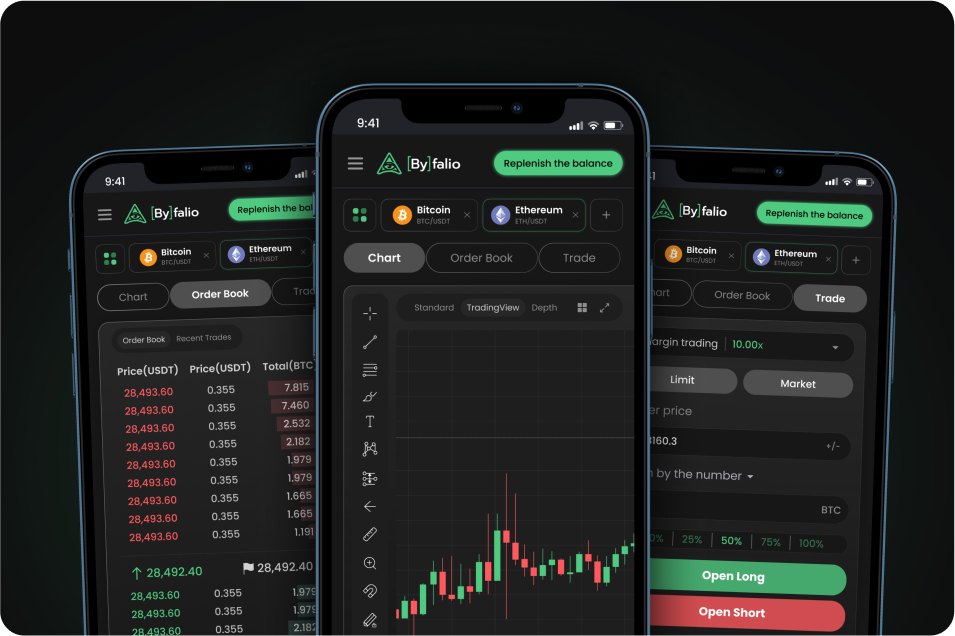 9:41
[By]falio
Replenish the bal
Bitcoin
BTC/USDT
Ethereum
ETH/USDT
Chart
Order Book
Trad
Order Book
Recent Trades
Price(USDT) Price(USDT) Total(BTC
28,493.60 0.355 7.815
28,493.60 0.355 7.460
28,493.60 0.355 2.532
28,493.60 0.355 2.182
28,493.60 0.355 1.979
28,493.60 0.355 1.979
28,493.60 0.355 1.665
28,493.60 0.355 1.665
28,493.60 0.355 1.191
28,492.40 28,492.40
28,493.60 0.355 1.979
28,493.60 0.355 1.979
28,493.60 0.355 2.182
9:41
[By]falio
Replenish the balance
Bitcoin
BTC/USDT
Ethereum
ETH/USDT
Chart
Order Book
Trade
Standard
TradingView
Depth
:41
[By]falio
Replenish the balance
Bitcoin
BTC/USDT
Ethereum
ETH/USDT
hart
Order Book
Trade
argin trading 10.00x
Limit
Market
er price
160.3 +/-
by the number
BTC
0% 25% 50% 75% 100%
Open Long
Open Short